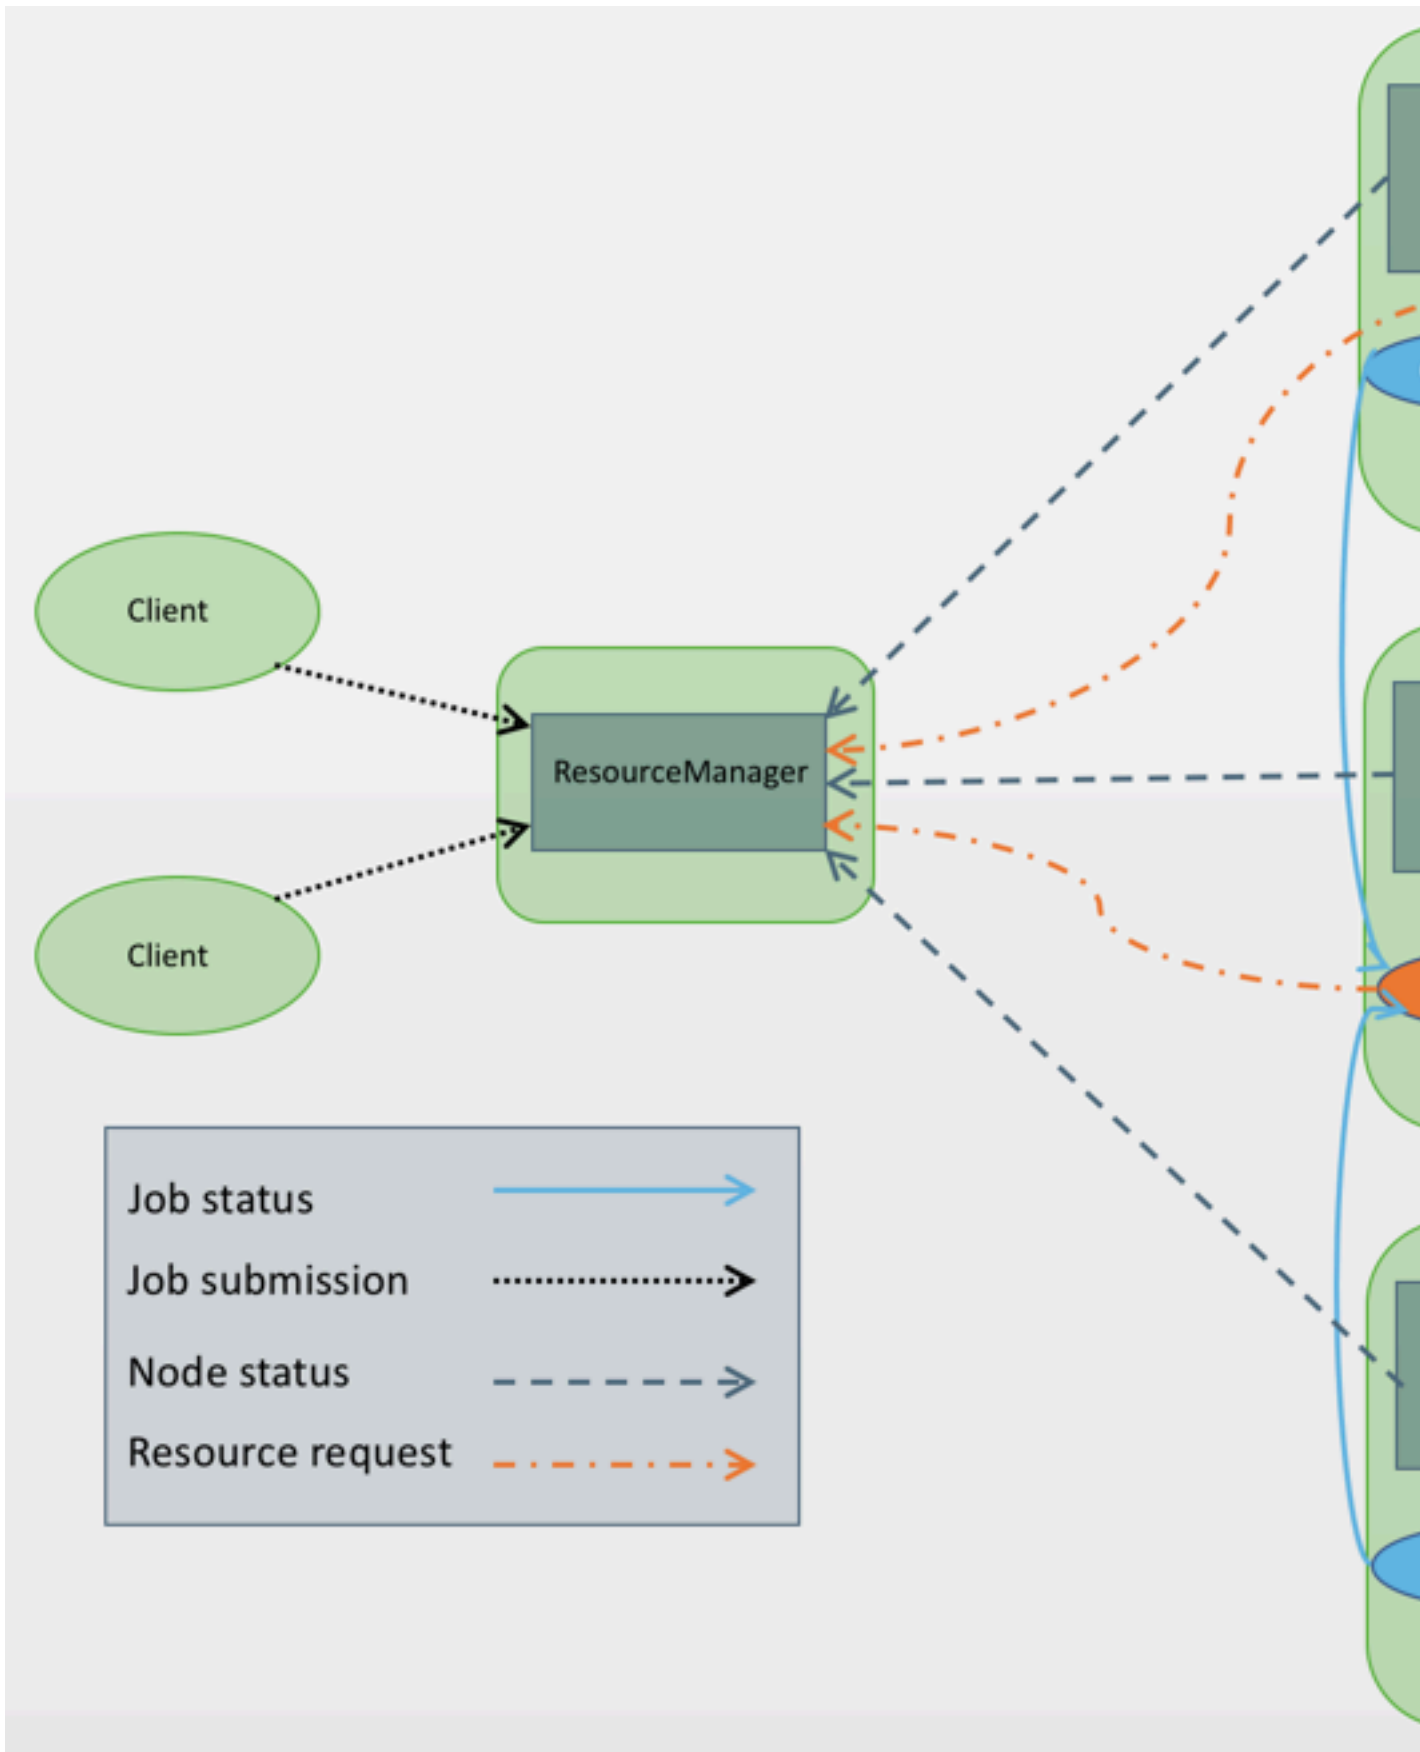 Client
ResourceManager
Client
Job status
Job submission
Node status
Resource request